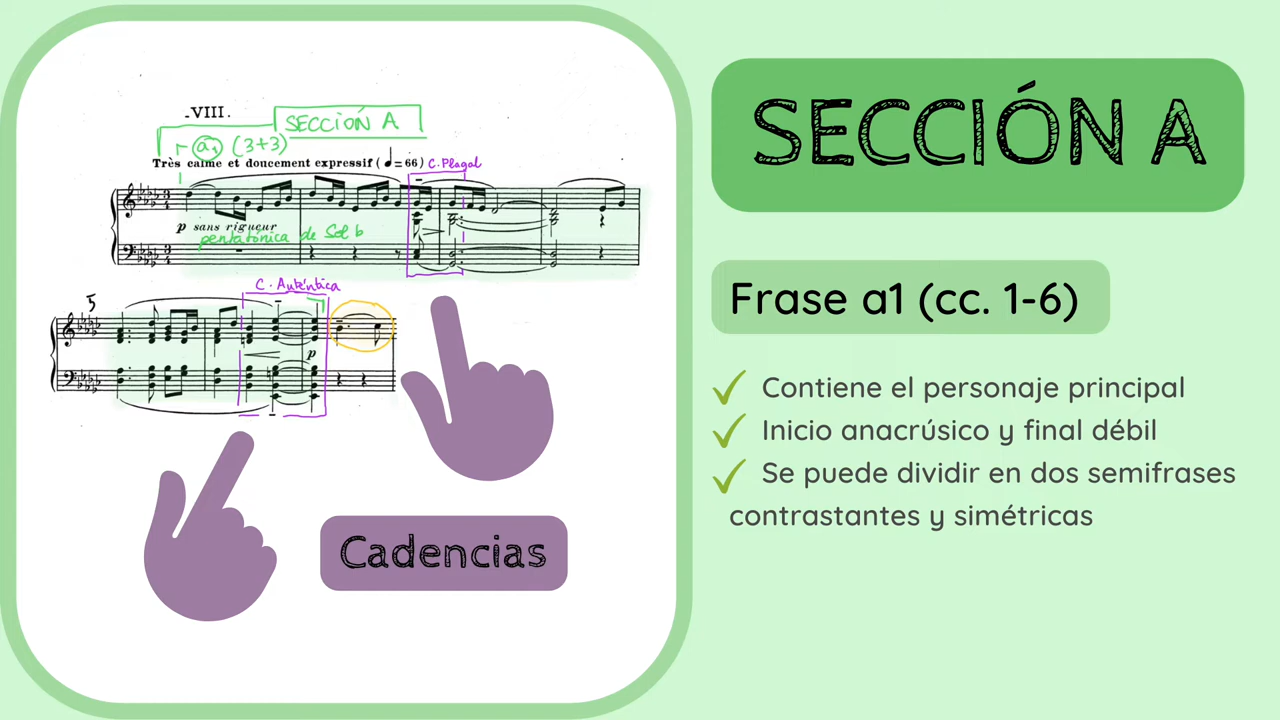 VIII.
SECCIÓN A
a1 (3+3)
Très calme et doucement expressif (♩=66) C. Plagal
p sans rigueur
pentatónica de Sol b
C. Auténtica
5
p
Cadencias
SECCIÓN A
Frase a1 (cc. 1-6)
✓ Contiene el personaje principal
✓ Inicio anacrúsico y final débil
✓ Se puede dividir en dos semifrases
contrastantes y simétricas